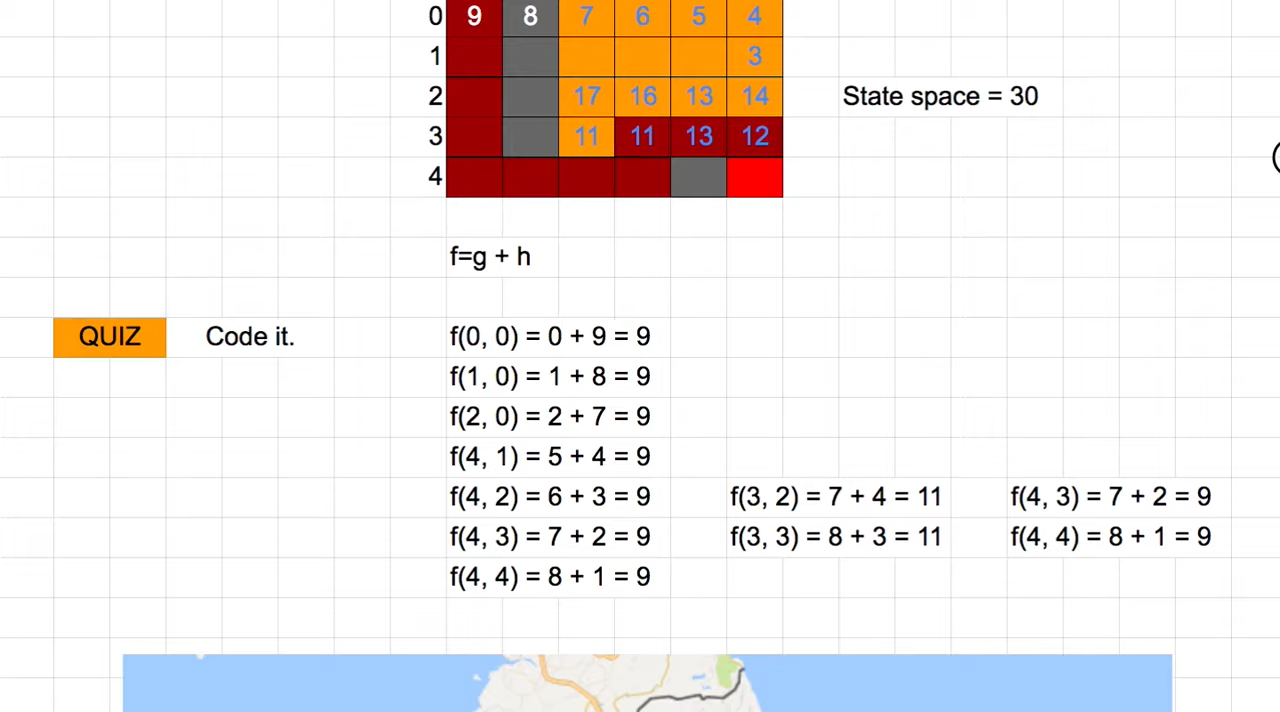 0 9 8 7 6 5 4
1 3
2 17 16 13 14
State space = 30
3 11 11 13 12
4
f=g + h
QUIZ Code it. f(0, 0) = 0 + 9 = 9
f(1, 0) = 1 + 8 = 9
f(2, 0) = 2 + 7 = 9
f(4, 1) = 5 + 4 = 9
f(4, 2) = 6 + 3 = 9 f(3, 2) = 7 + 4 = 11 f(4, 3) = 7 + 2 = 9
f(4, 3) = 7 + 2 = 9 f(3, 3) = 8 + 3 = 11 f(4, 4) = 8 + 1 = 9
f(4, 4) = 8 + 1 = 9